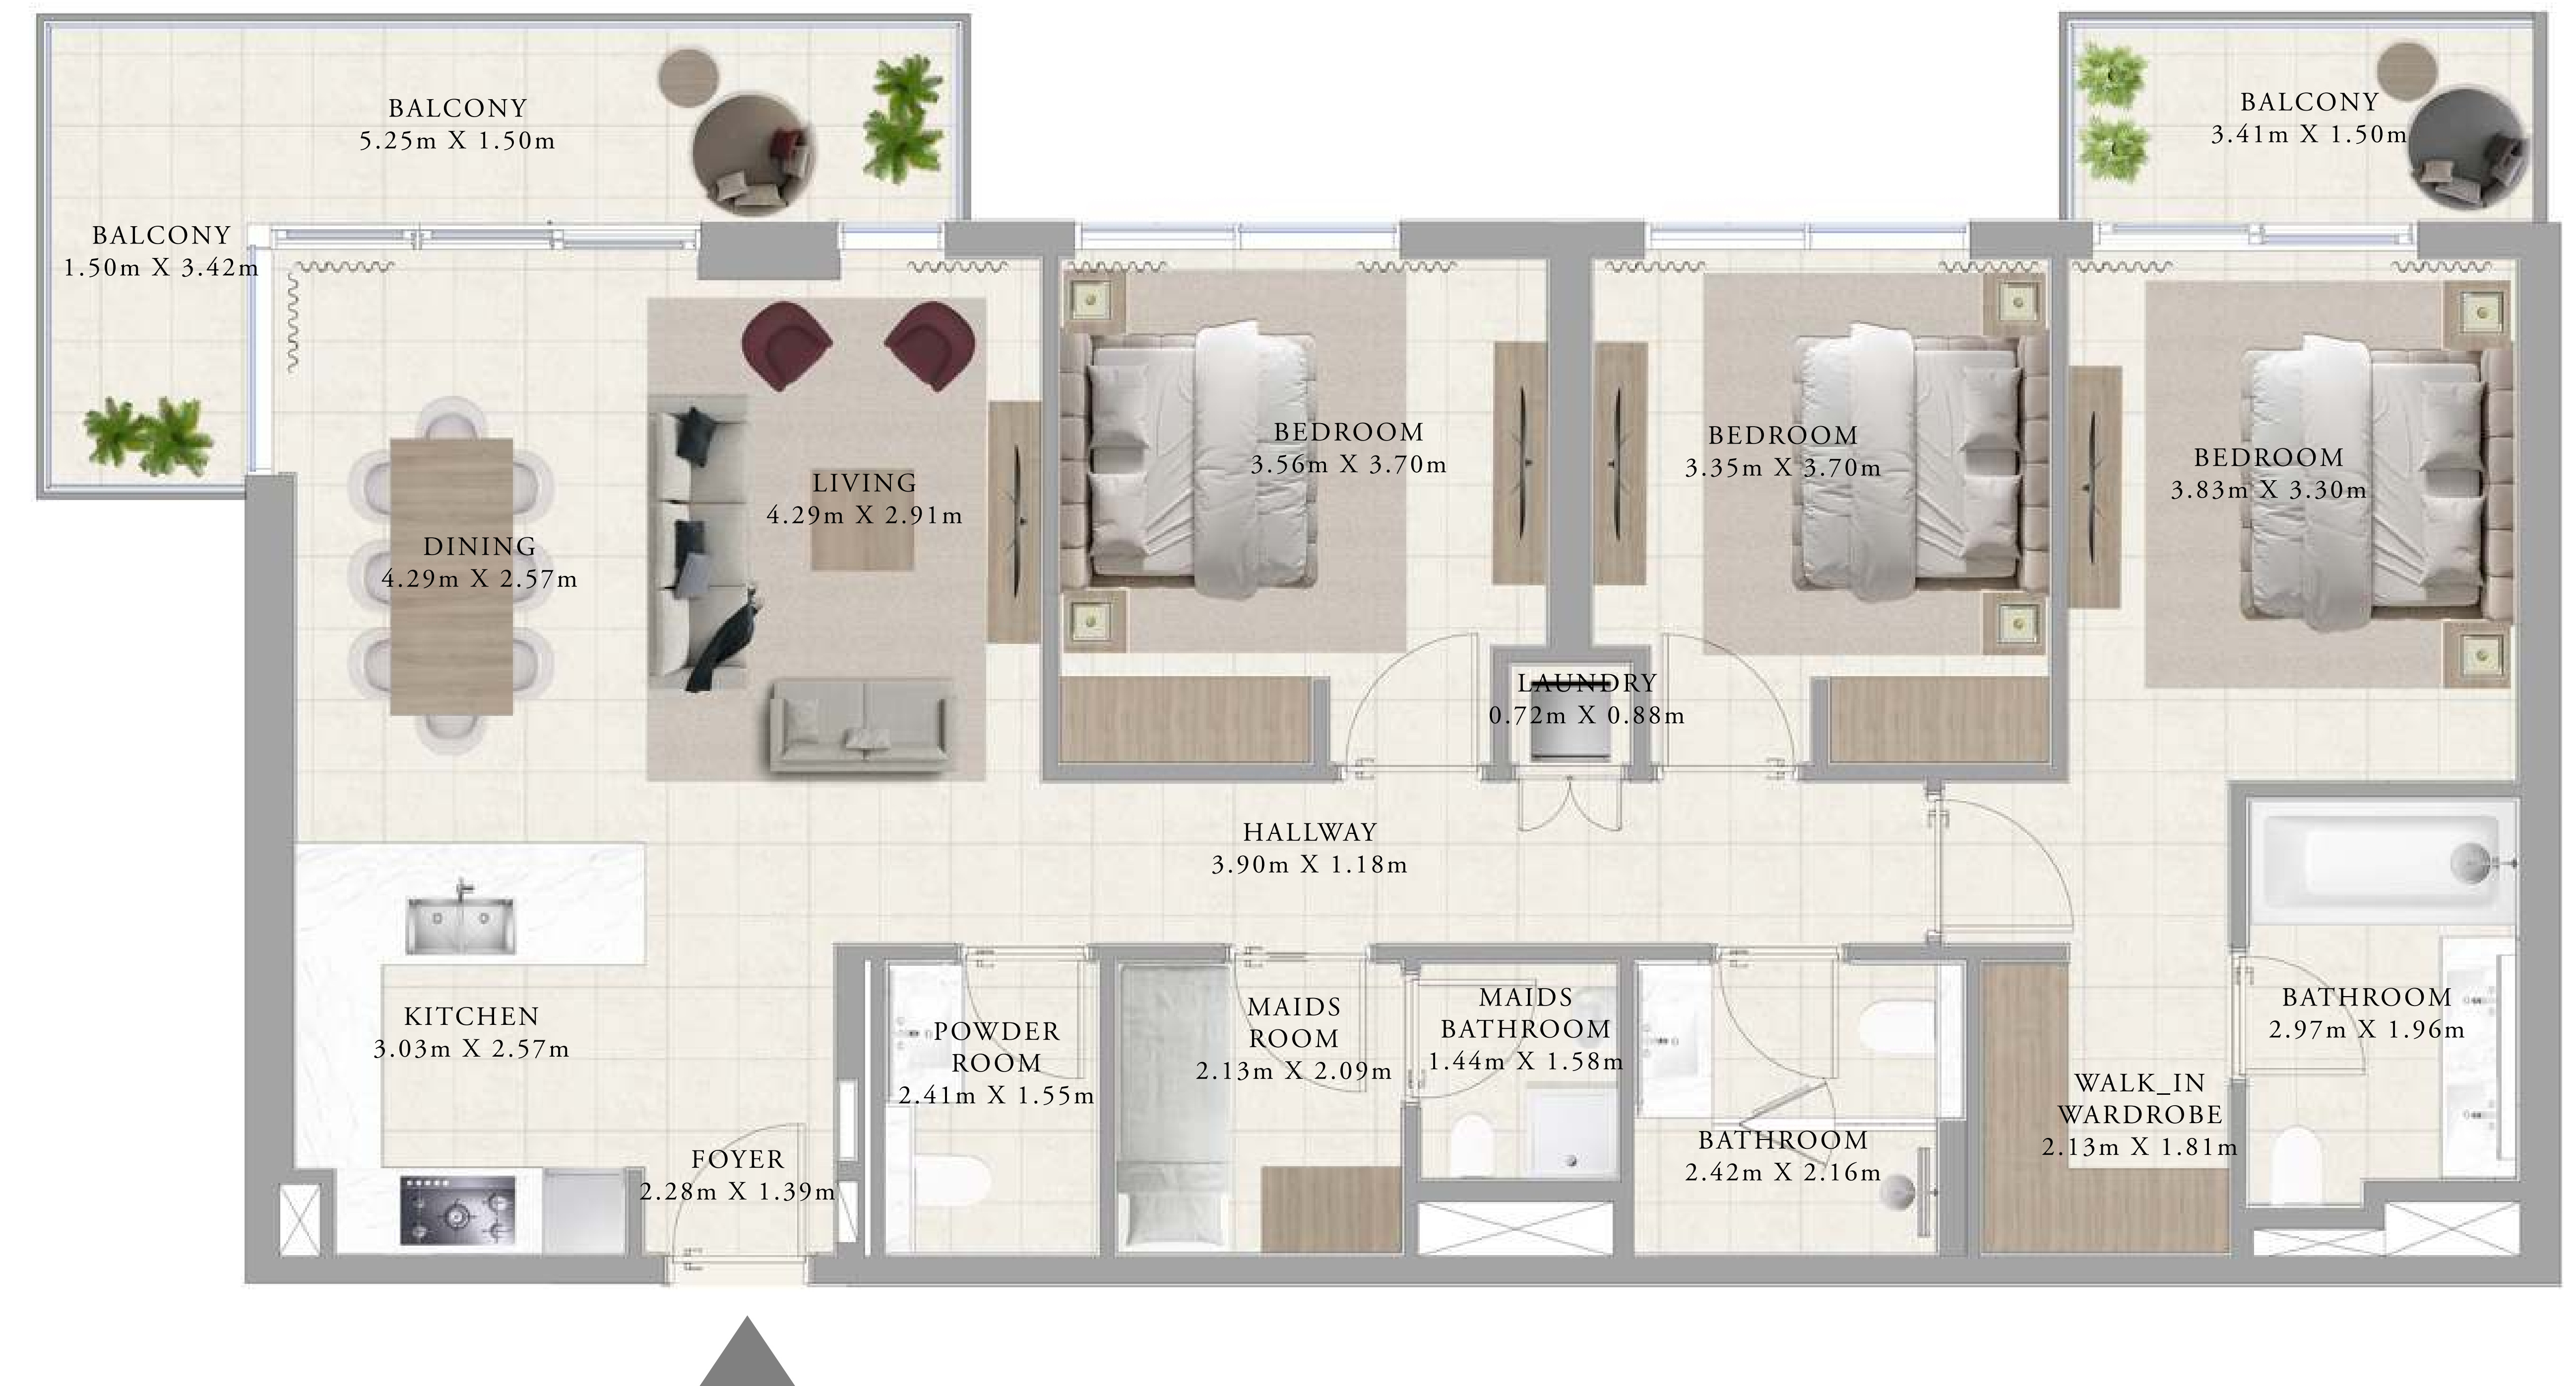 BALCONY
5.25m X 1.50m
BALCONY
3.41m X 1.50m
BALCONY
1.50m X 3.42m
BEDROOM
3.56m X 3.70m
BEDROOM
3.35m X 3.70m
BEDROOM
3.83m X 3.30m
LIVING
4.29m X 2.91m
DINING
4.29m X 2.57m
LAUNDRY
0.72m X 0.88m
HALLWAY
3.90m X 1.18m
KITCHEN
3.03m X 2.57m
POWDER
ROOM
2.41m X 1.55m
MAIDS
ROOM
2.13m X 2.09m
MAIDS
BATHROOM
1.44m X 1.58m
BATHROOM
2.97m X 1.96m
WALK_IN
WARDROBE
2.13m X 1.81m
BATHROOM
2.42m X 2.16m
FOYER
2.28m X 1.39m